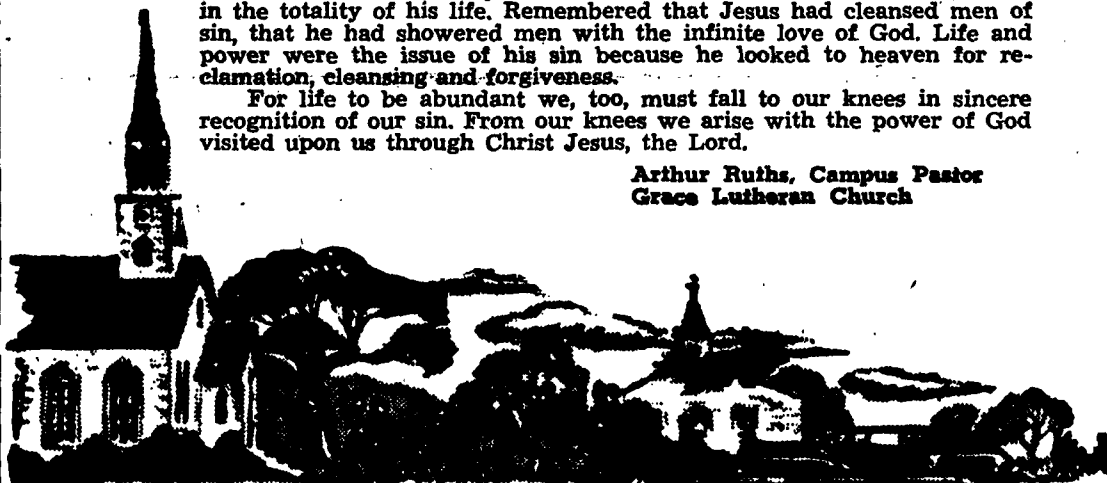 in the totality of his life. Remembered that Jesus had cleansed men of
sin, that he had showered men with the infinite love of God. Life and
power were the issue of his sin because he looked to heaven for re-
clamation, cleansing and forgiveness.
For life to be abundant we, too, must fall to our knees in sincere
recognition of our sin. From our knees we arise with the power of God
visited upon us through Christ Jesus, the Lord.
Arthur Ruths, Campus Pastor
Grace Lutheran Church